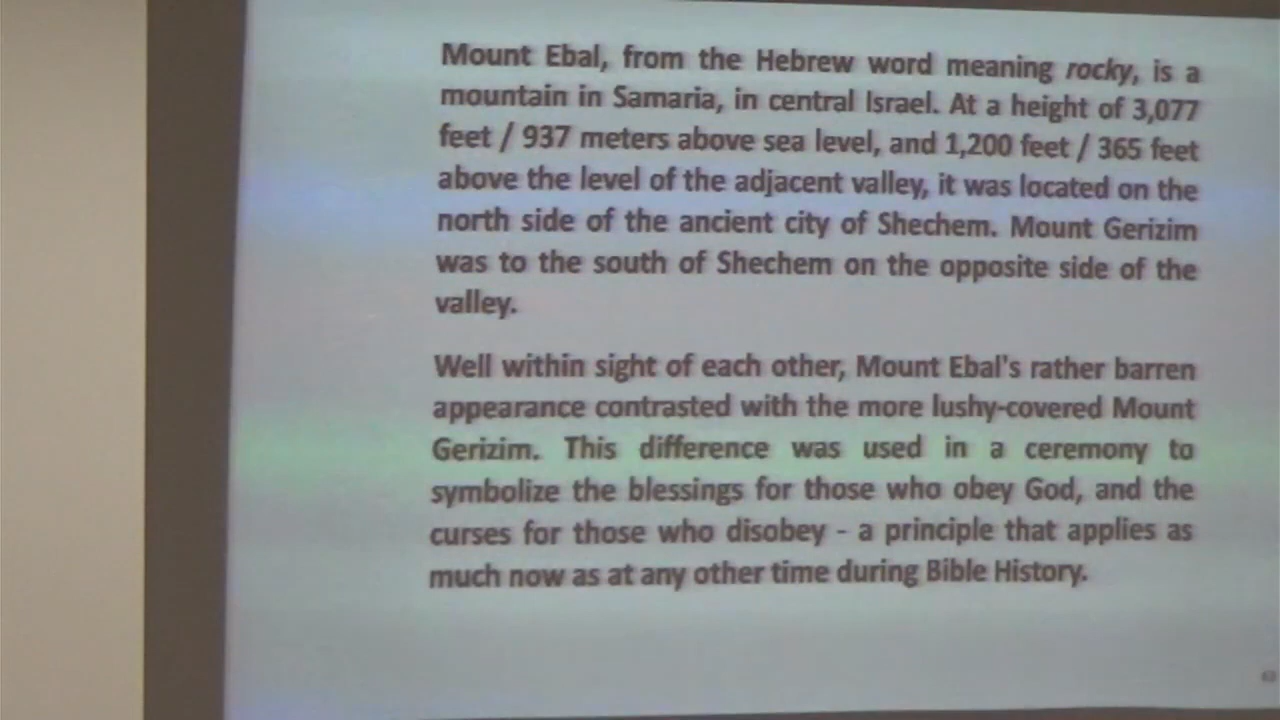 Mount Ebal, from the Hebrew word meaning rocky, is a
mountain in Samaria, in central Israel. At a height of 3,077
feet / 937 meters above sea level, and 1,200 feet / 365 feet
above the level of the adjacent valley, it was located on the
north side of the ancient city of Shechem. Mount Gerizim
was to the south of Shechem on the opposite side of the
valley.
Well within sight of each other, Mount Ebal's rather barren
appearance contrasted with the more lushy-covered Mount
Gerizim. This difference was used in a ceremony to
symbolize the blessings for those who obey God, and the
curses for those who disobey - a principle that applies as
much now as at any other time during Bible History.